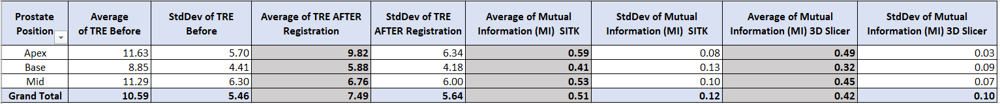 Prostate Position Average of TRE Before StdDev of TRE Before Average of TRE AFTER Registration StdDev of TRE AFTER Registration Average of Mutual Information (MI) SITK StdDev of Mutual Information (MI) SITK Average of Mutual Information (MI) 3D Slicer StdDev of Mutual Information (MI) 3D Slicer
Apex 11.63 5.70 9.82 6.34 0.59 0.08 0.49 0.03
Base 8.85 4.41 5.88 4.18 0.41 0.13 0.32 0.09
Mid 11.29 6.30 6.76 6.00 0.53 0.10 0.45 0.07
Grand Total 10.59 5.46 7.49 5.64 0.51 0.12 0.42 0.10